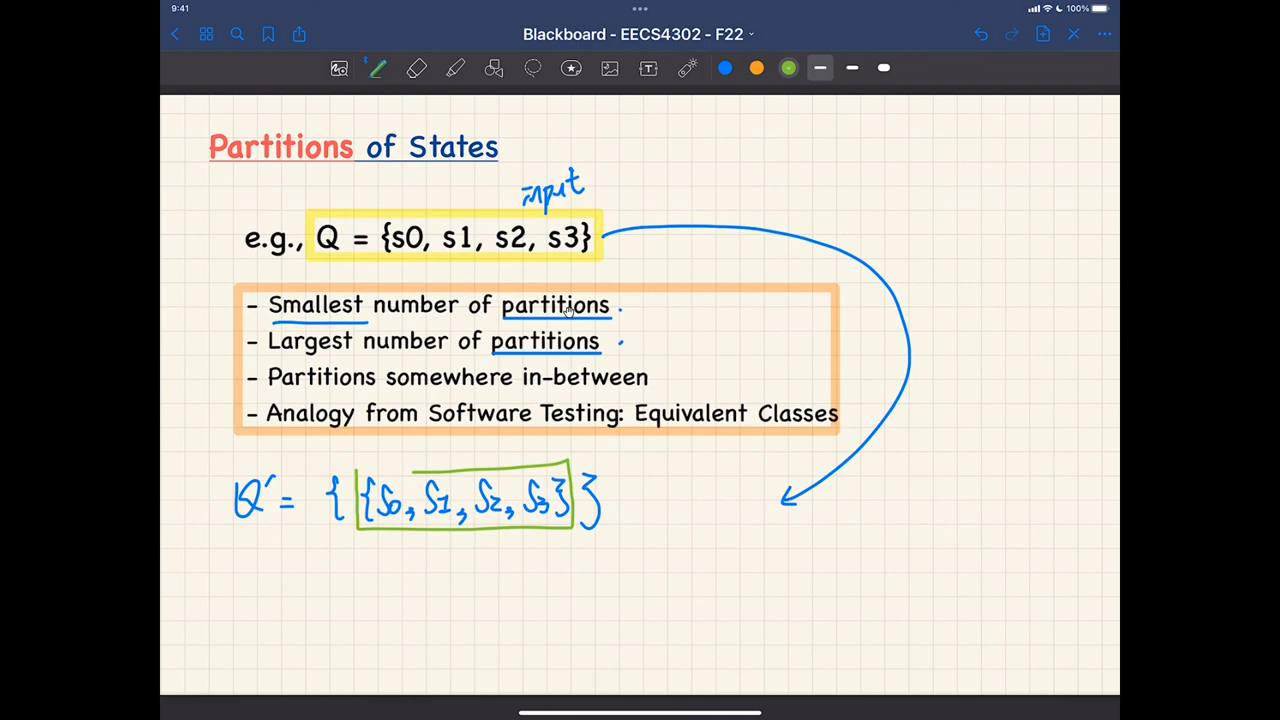 9:41
100%
Blackboard - EECS4302 - F22
Partitions of States
input
e.g., Q = {s0, s1, s2, s3}
- Smallest number of partitions
- Largest number of partitions
- Partitions somewhere in-between
- Analogy from Software Testing: Equivalent Classes
Q' = { {S0, S1, S2, S3} }